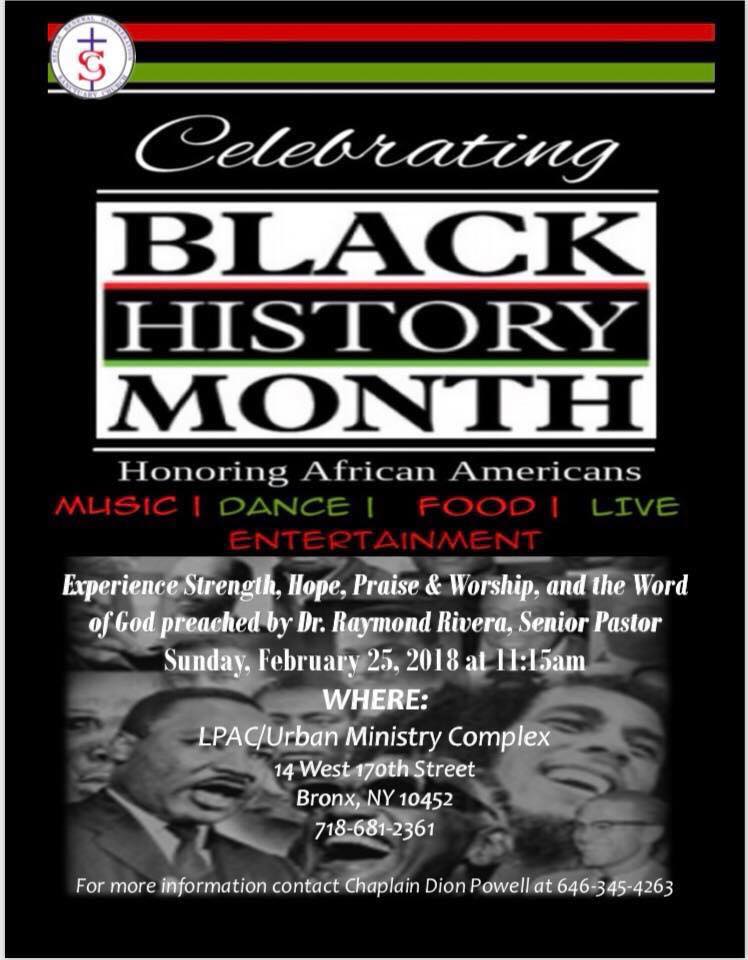 SANCTUARY CHURCH
SC
Celebrating
BLACK
HISTORY
MONTH
Honoring African Americans
MUSIC | DANCE | FOOD | LIVE
ENTERTAINMENT
Experience Strength, Hope, Praise & Worship, and the Word
of God preached by Dr. Raymond Rivera, Senior Pastor
Sunday, February 25, 2018 at 11:15am
WHERE:
LPAC/Urban Ministry Complex
14 West 170th Street
Bronx, NY 10452
718-681-2361
For more information contact Chaplain Dion Powell at 646-345-4263